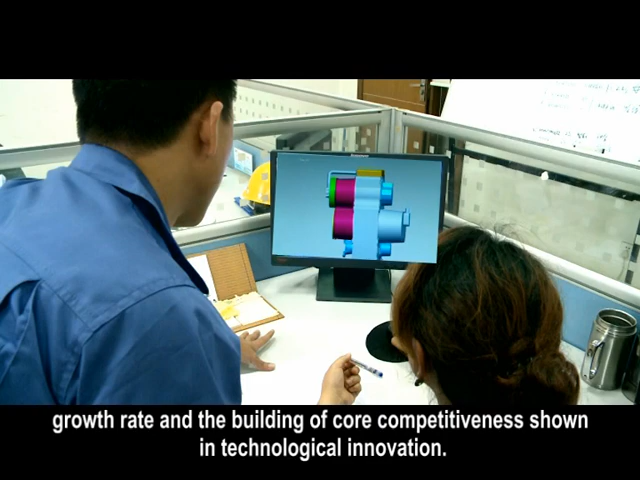 growth rate and the building of core competitiveness shown
in technological innovation.